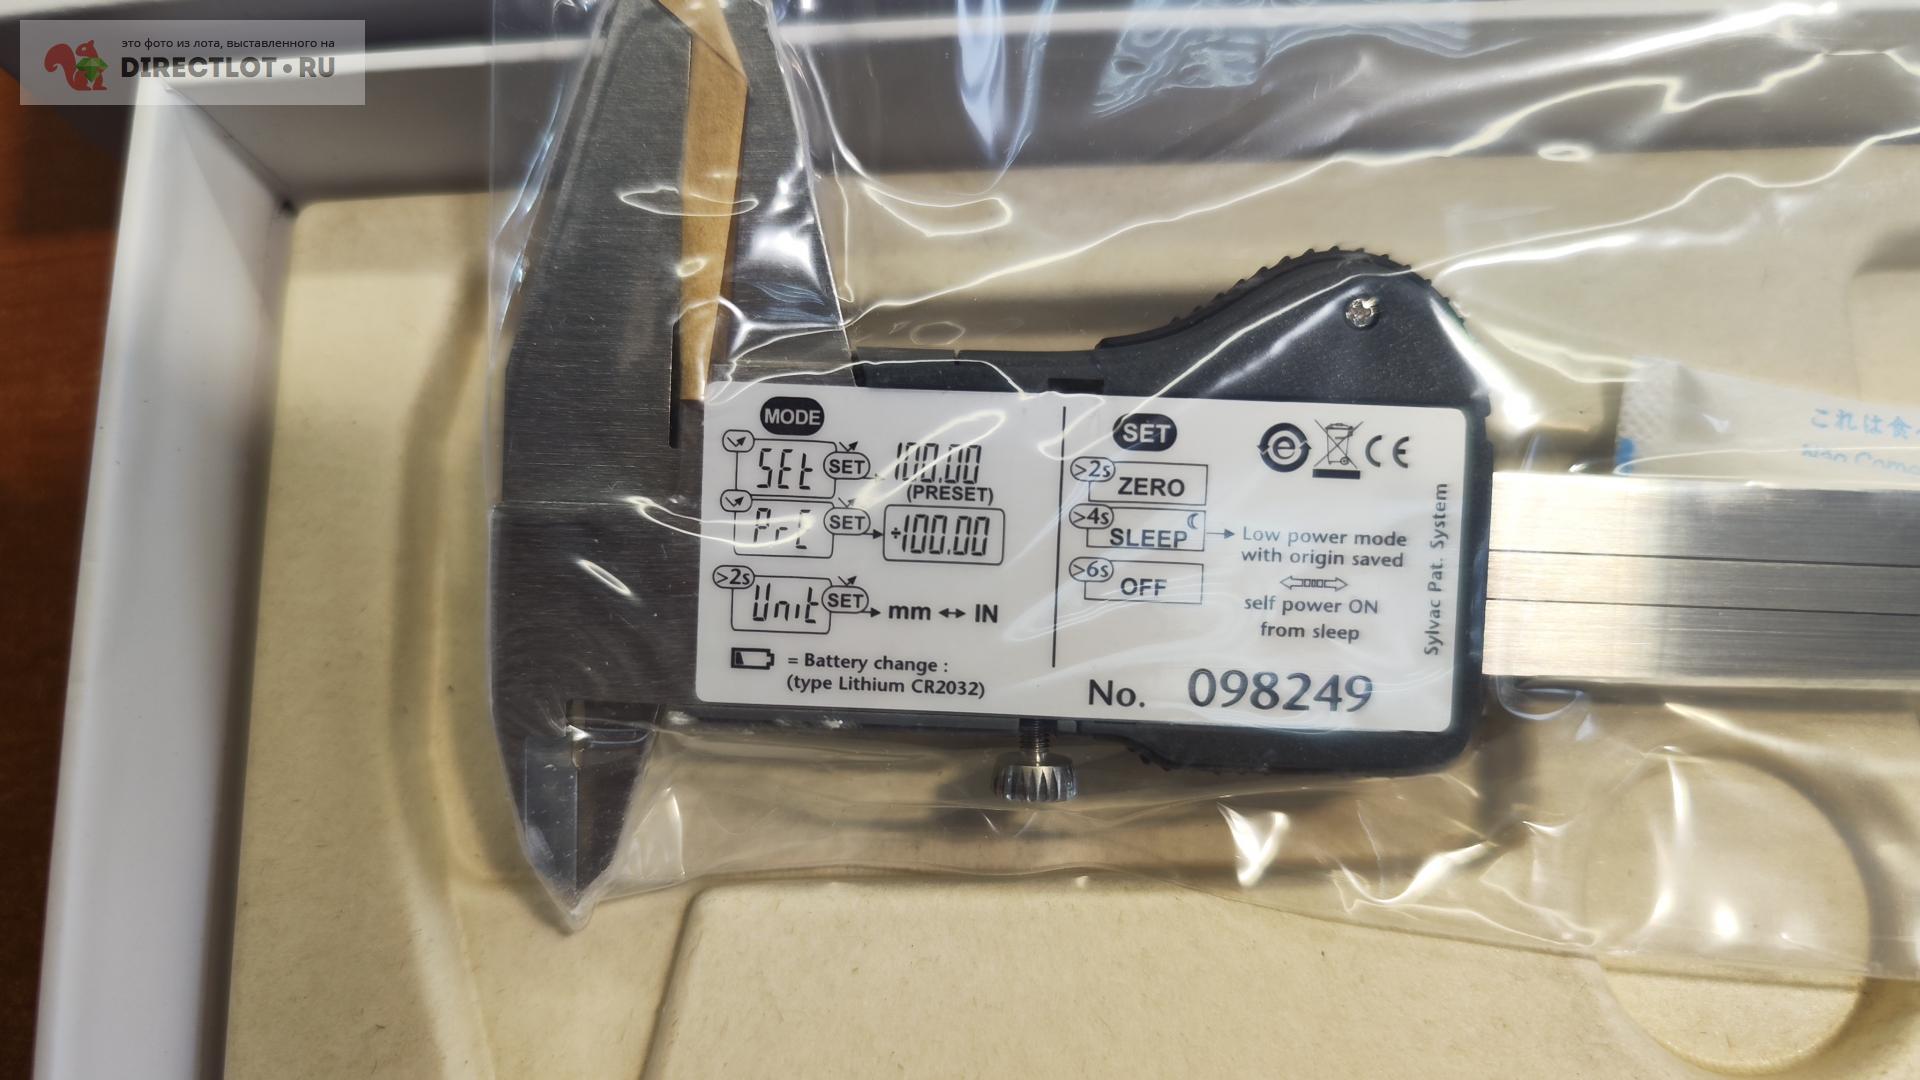 это фото из лота, выставленного на
DIRECTLOT•RU
MODE
SEt SET 100.00
(PRESET)
PrE SET ÷100.00
>2s Unit SET mm ↔ IN
= Battery change :
(type Lithium CR2032)
SET
>2s ZERO
>4s SLEEP
>6s OFF
Low power mode
with origin saved
self power ON
from sleep
e CE
Sylvac Pat. System
No. 098249
これは食べ